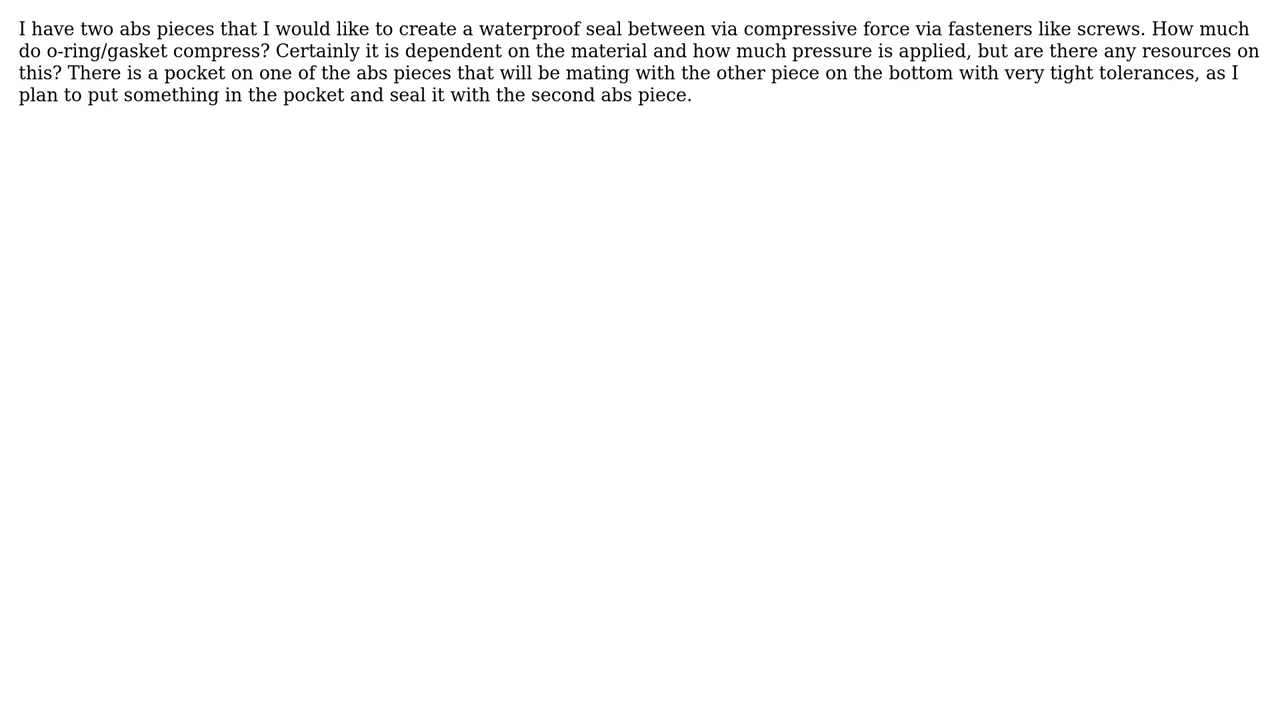 I have two abs pieces that I would like to create a waterproof seal between via compressive force via fasteners like screws. How much
do o-ring/gasket compress? Certainly it is dependent on the material and how much pressure is applied, but are there any resources on
this? There is a pocket on one of the abs pieces that will be mating with the other piece on the bottom with very tight tolerances, as I
plan to put something in the pocket and seal it with the second abs piece.